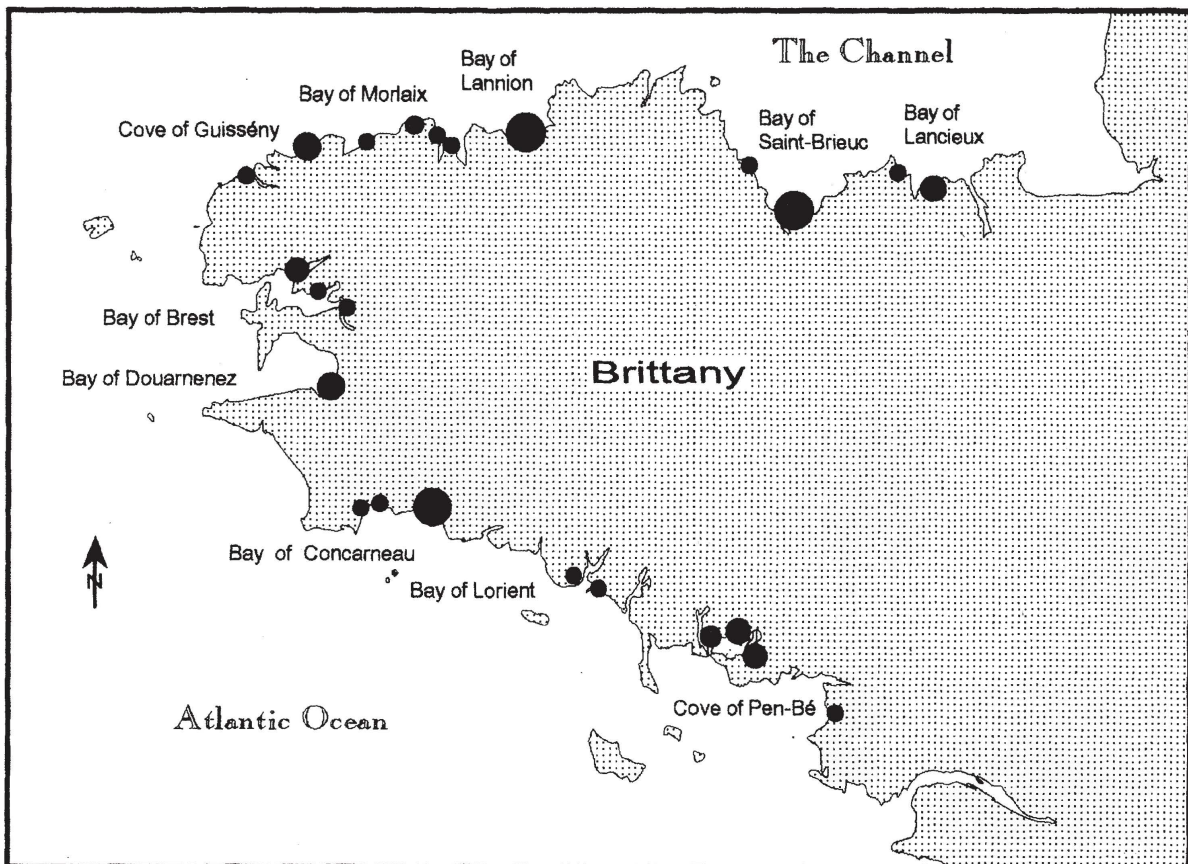 The Channel
Bay of
Lannion
Bay of Morlaix
Cove of Guissény
Bay of
Saint-Brieuc
Bay of
Lancieux
Bay of Brest
Bay of Douarnenez
Brittany
Bay of Concarneau
Bay of Lorient
N
Cove of Pen-Bé
Atlantic Ocean